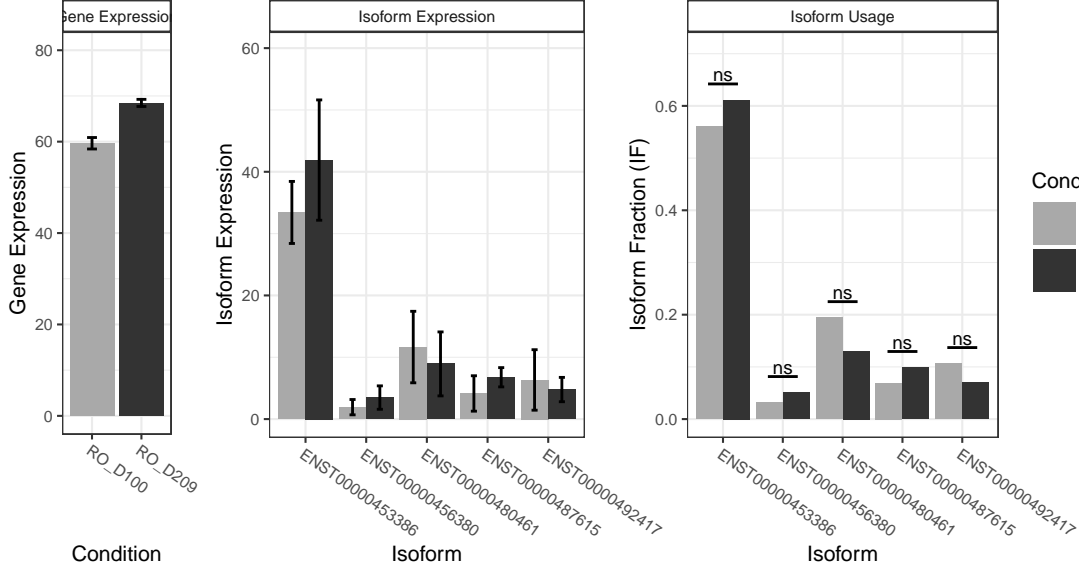 Gene Expression
Isoform Expression
Isoform Usage
Gene Expression
80
60
40
20
0
RO_D100
RO_D209
Condition
Isoform Expression
60
40
20
0
ENST00000453386
ENST00000456380
ENST00000480461
ENST00000487615
ENST00000492417
Isoform
Isoform Fraction (IF)
0.6
0.4
0.2
0.0
ns
ns
ns
ns
ns
ENST00000453386
ENST00000456380
ENST00000480461
ENST00000487615
ENST00000492417
Isoform
Cond